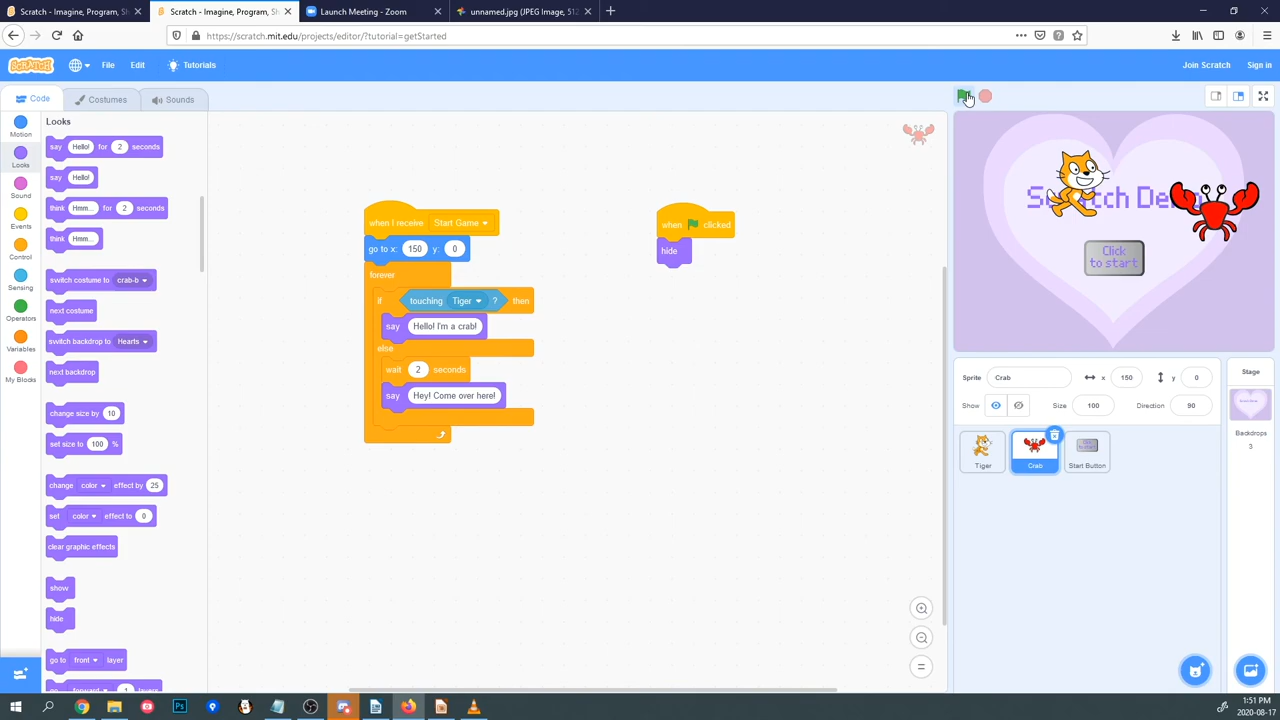 Scratch - Imagine, Program, Sh
Scratch - Imagine, Program, Sh
Launch Meeting - Zoom
unnamed.jpg (JPEG Image, 512
https://scratch.mit.edu/projects/editor/?tutorial=getStarted
SCRATCH
File
Edit
Tutorials
Join Scratch
Sign in
Code
Costumes
Sounds
Motion
Looks
Sound
Events
Control
Sensing
Operators
Variables
My Blocks
Looks
say Hello! for 2 seconds
say Hello!
think Hmm... for 2 seconds
think Hmm...
switch costume to crab-b
next costume
switch backdrop to Hearts
next backdrop
change size by 10
set size to 100 %
change color effect by 25
set color effect to 0
clear graphic effects
show
hide
go to front layer
when I receive Start Game
go to x: 150 y: 0
forever
if touching Tiger ? then
say Hello! I'm a crab!
else
wait 2 seconds
say Hey! Come over here!
when clicked
hide
Click
to start
Sprite Crab x 150 y 0
Show Size 100 Direction 90
Tiger
Crab
Start Button
Stage
Backdrops
3
1:51 PM
2020-08-17